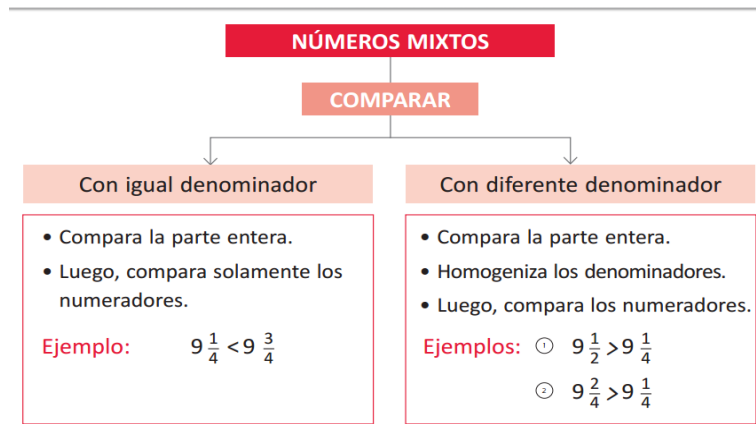 NÚMEROS MIXTOS
COMPARAR
Con igual denominador
• Compara la parte entera.
• Luego, compara solamente los
numeradores.
Ejemplo: 9 1/4 < 9 3/4
Con diferente denominador
• Compara la parte entera.
• Homogeniza los denominadores.
• Luego, compara los numeradores.
Ejemplos: ① 9 1/2 > 9 1/4
② 9 2/4 > 9 1/4